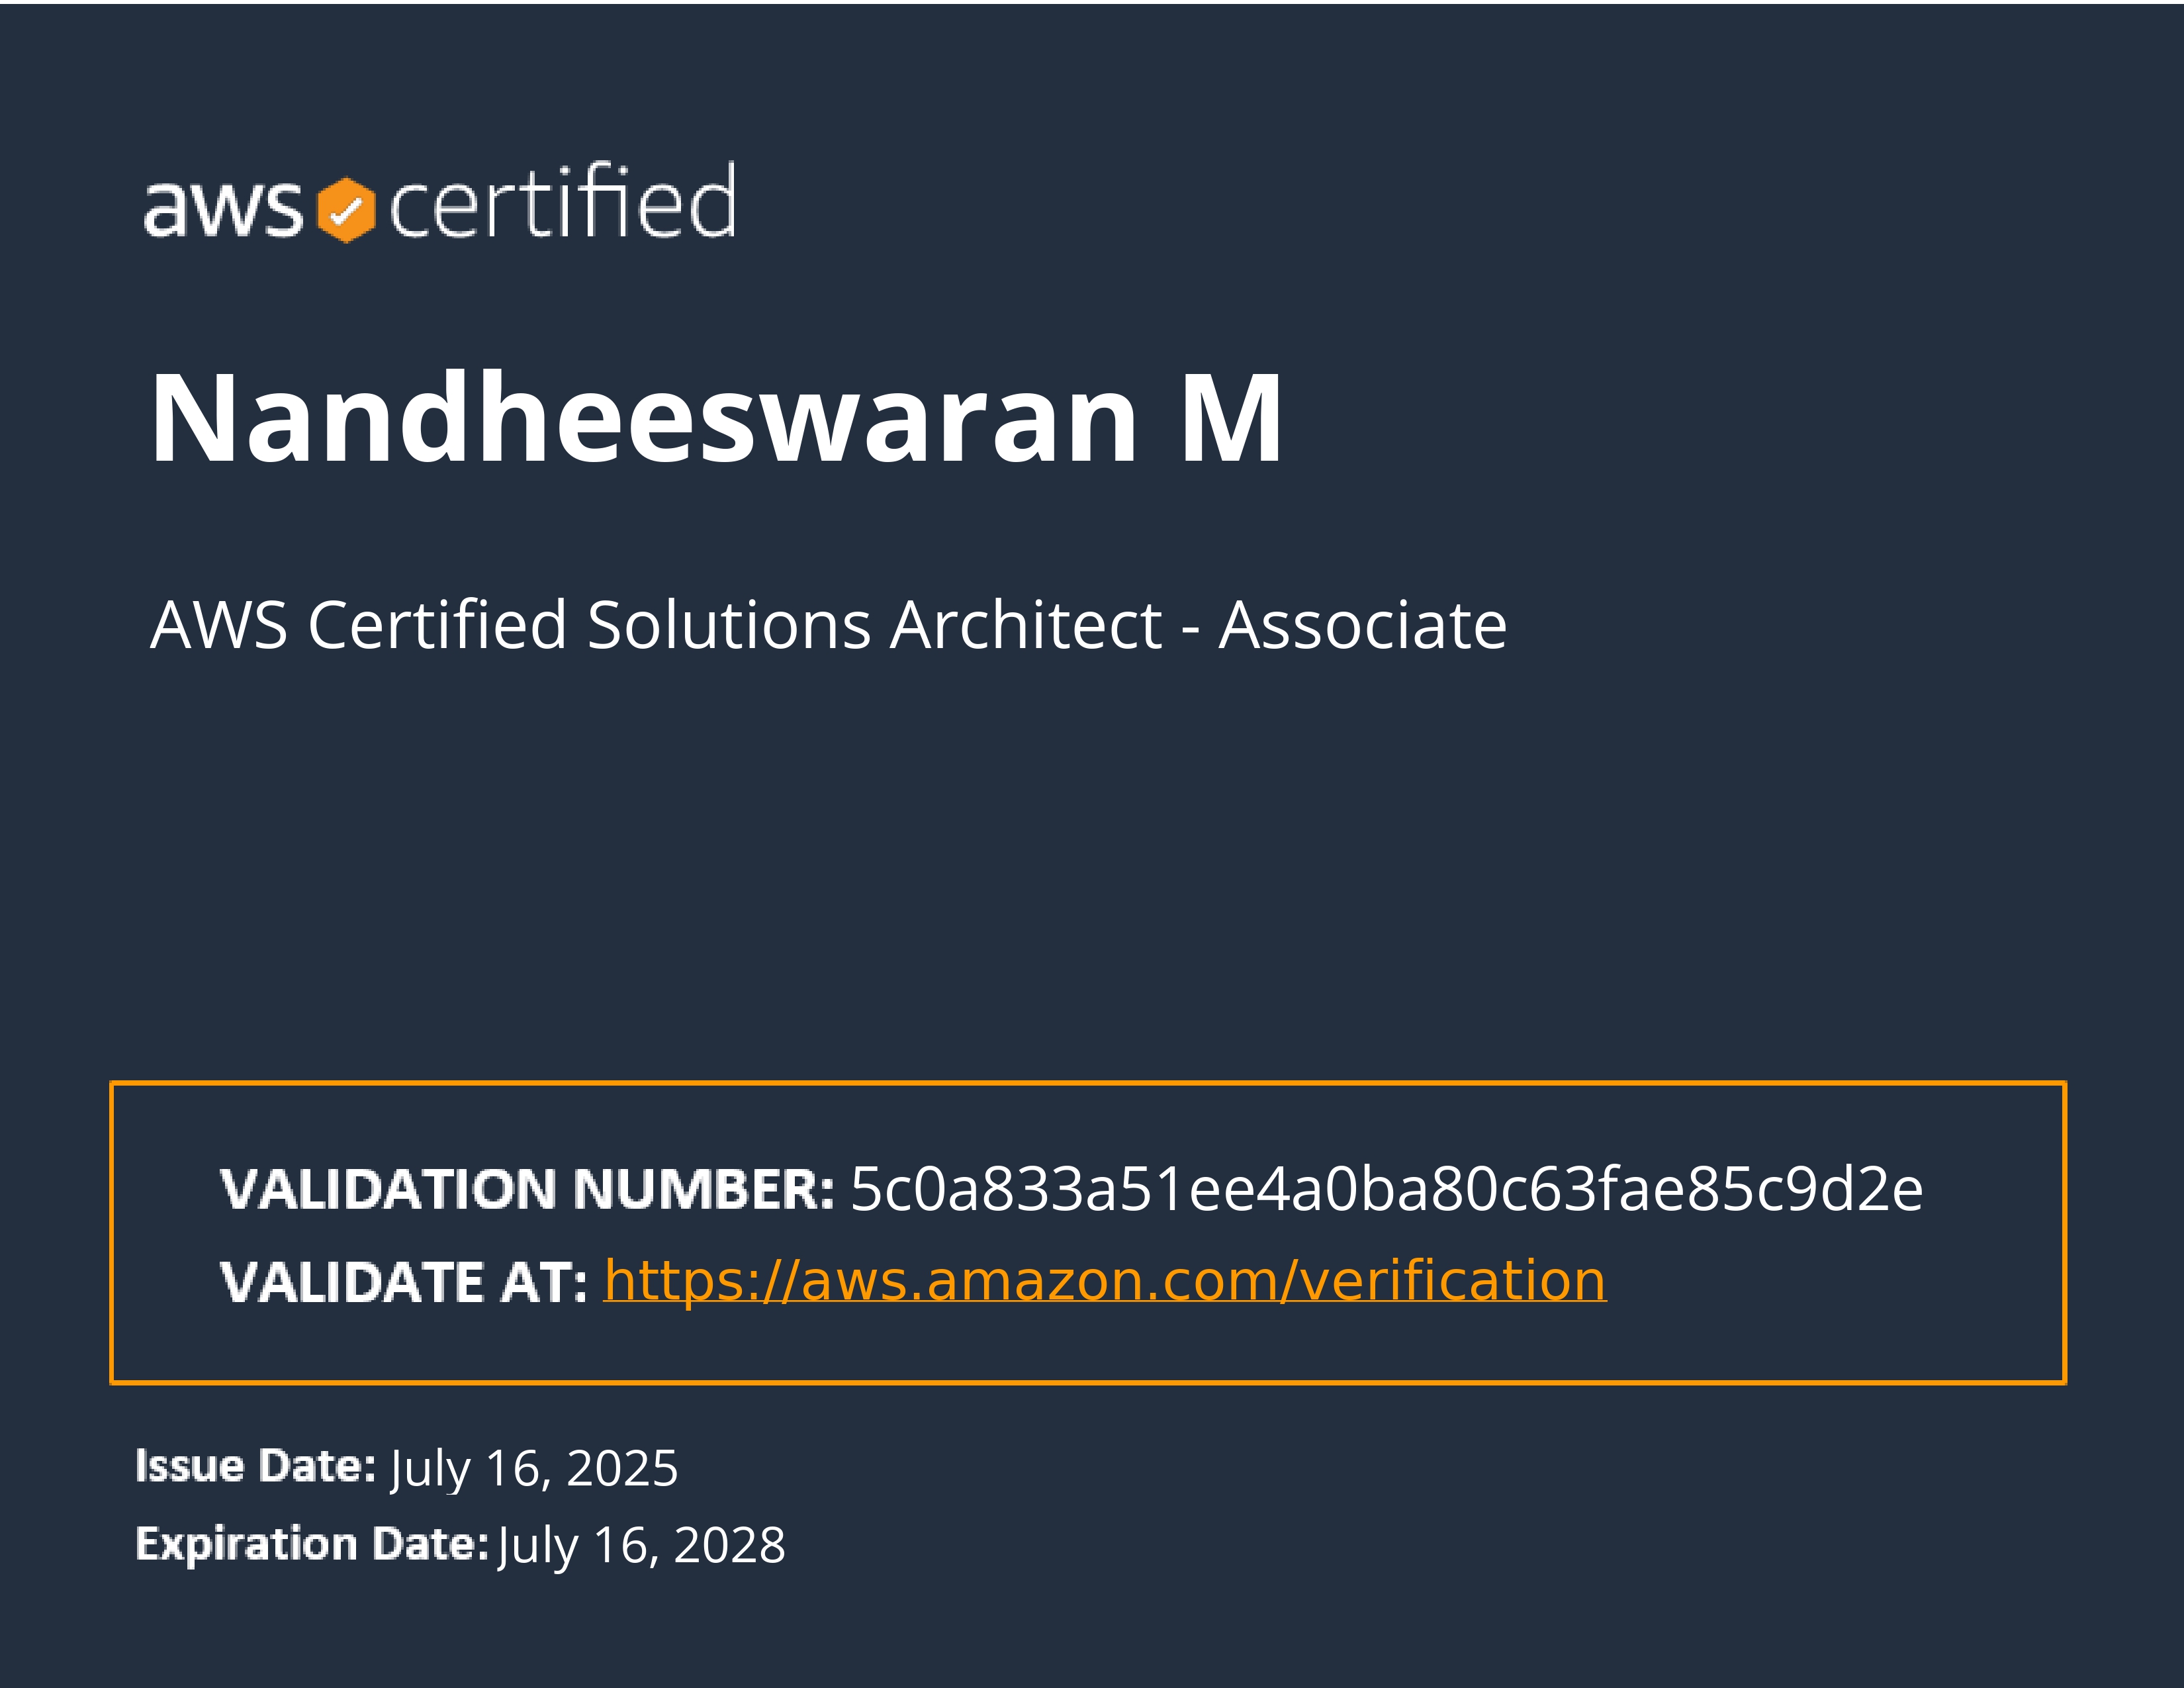 aws certified
Nandheeswaran M
AWS Certified Solutions Architect - Associate
VALIDATION NUMBER: 5c0a833a51ee4a0ba80c63fae85c9d2e
VALIDATE AT: https://aws.amazon.com/verification
Issue Date: July 16, 2025
Expiration Date: July 16, 2028